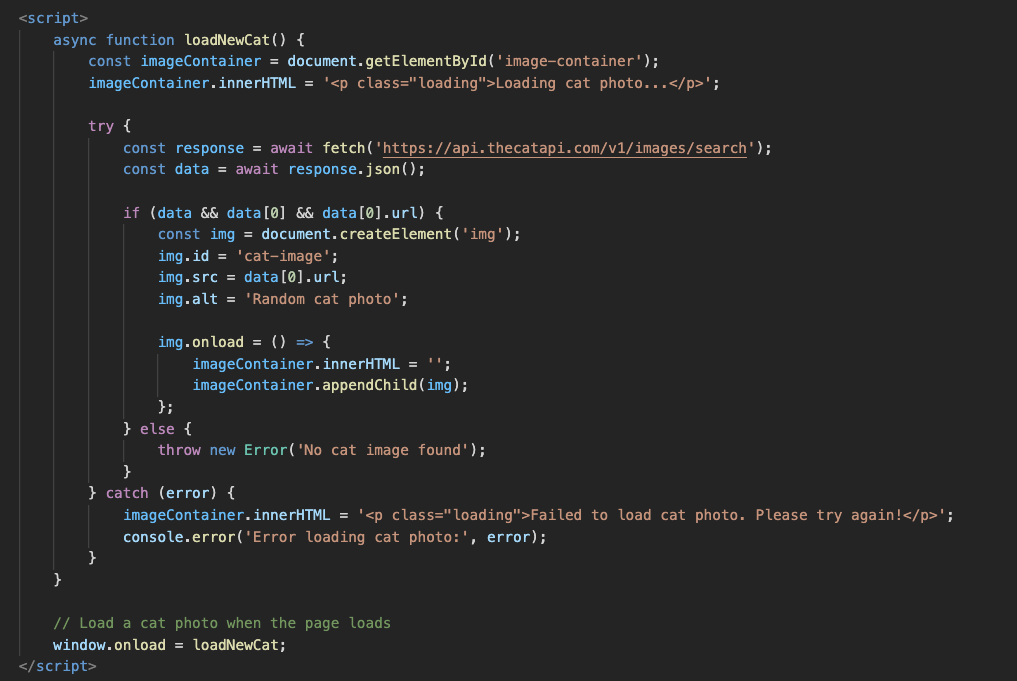 <script>
    async function loadNewCat() {
        const imageContainer = document.getElementById('image-container');
        imageContainer.innerHTML = '<p class="loading">Loading cat photo...</p>';

        try {
            const response = await fetch('https://api.thecatapi.com/v1/images/search');
            const data = await response.json();

            if (data && data[0] && data[0].url) {
                const img = document.createElement('img');
                img.id = 'cat-image';
                img.src = data[0].url;
                img.alt = 'Random cat photo';

                img.onload = () => {
                    imageContainer.innerHTML = '';
                    imageContainer.appendChild(img);
                };
            } else {
                throw new Error('No cat image found');
            }
        } catch (error) {
            imageContainer.innerHTML = '<p class="loading">Failed to load cat photo. Please try again!</p>';
            console.error('Error loading cat photo:', error);
        }
    }

    // Load a cat photo when the page loads
    window.onload = loadNewCat;
</script>